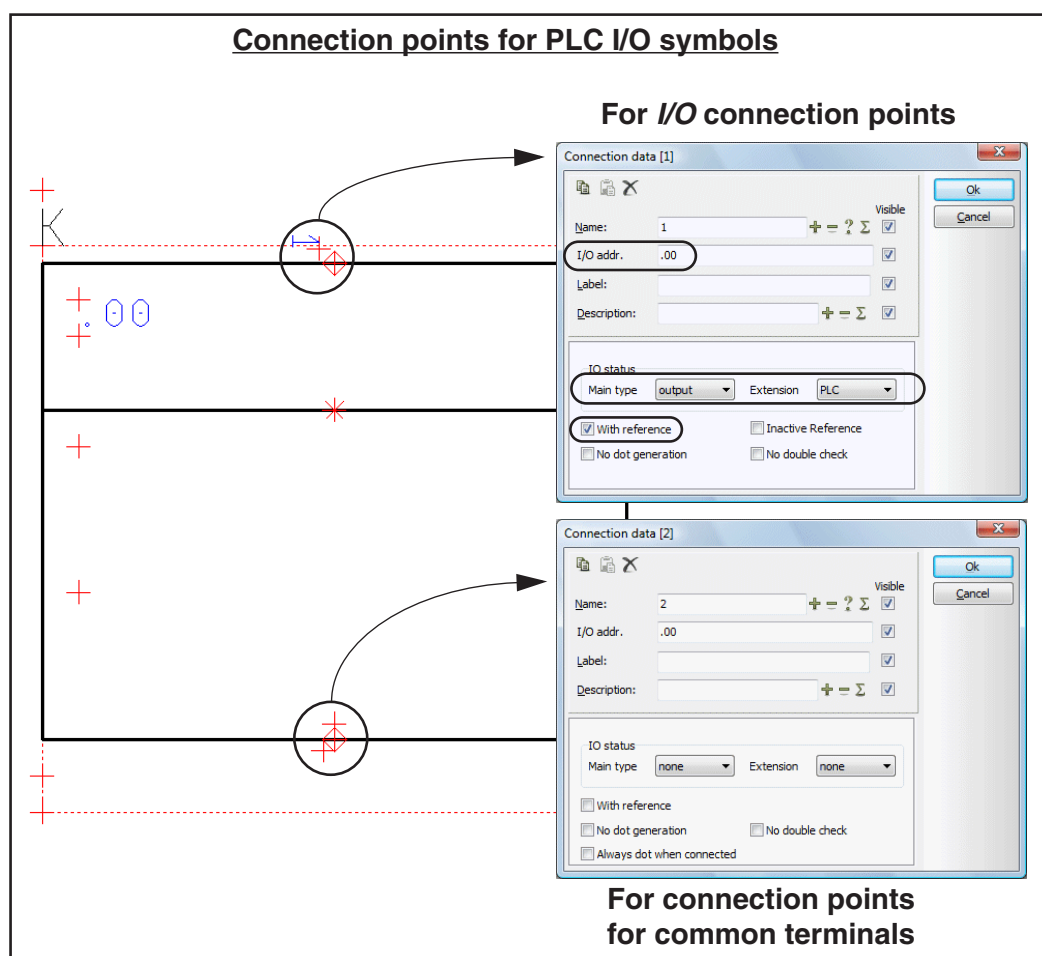 Connection points for PLC I/O symbols
For I/O connection points
K
.00
Connection data [1]
Ok
Cancel
Visible
Name: 1
I/O addr. .00
Label:
Description:
IO status
Main type output Extension PLC
With reference Inactive Reference
No dot generation No double check
Connection data [2]
Ok
Cancel
Visible
Name: 2
I/O addr. .00
Label:
Description:
IO status
Main type none Extension none
With reference
No dot generation No double check
Always dot when connected
For connection points
for common terminals